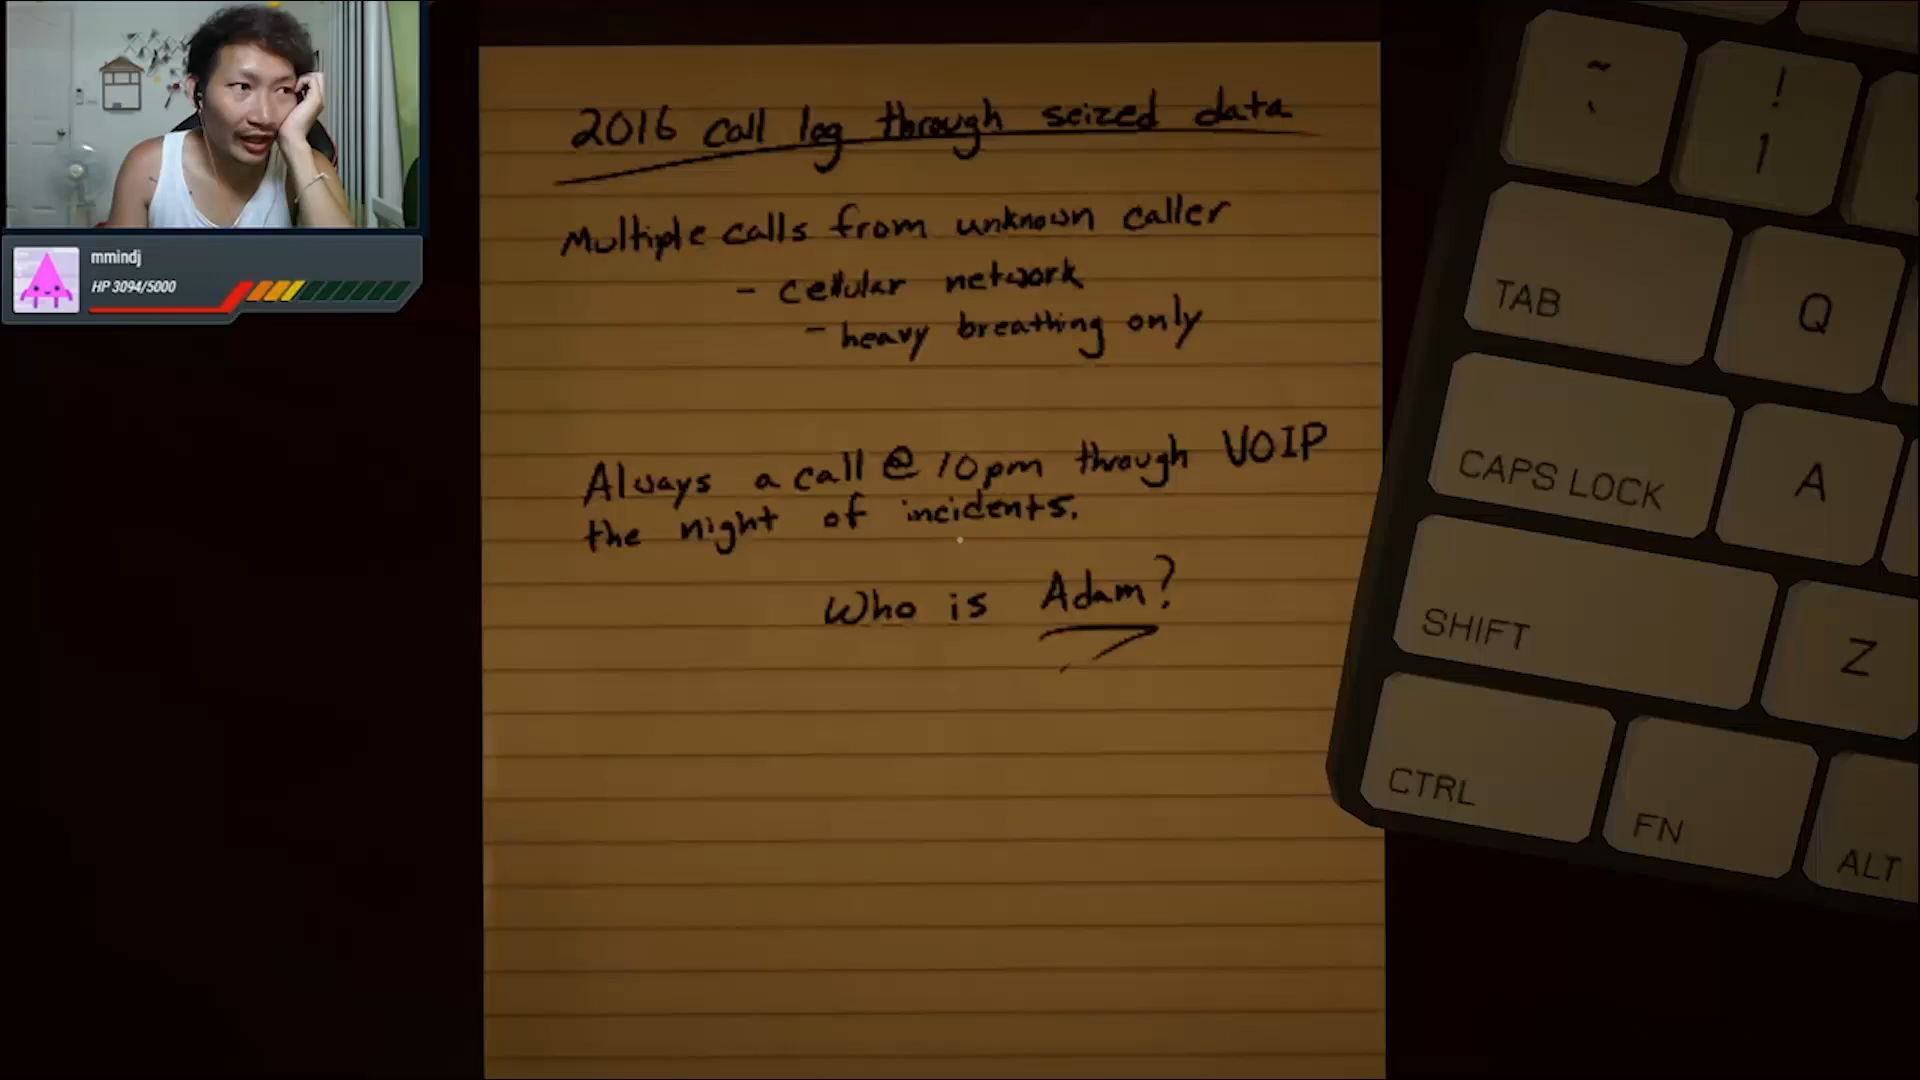 mmindj
HP 3094/5000
2016 call log through seized data
Multiple calls from unknown caller
- cellular network
- heavy breathing only
Always a call @ 10pm through VOIP
the night of incidents.
Who is Adam?
~ !
` 1
TAB Q
CAPS LOCK A
SHIFT Z
CTRL FN ALT